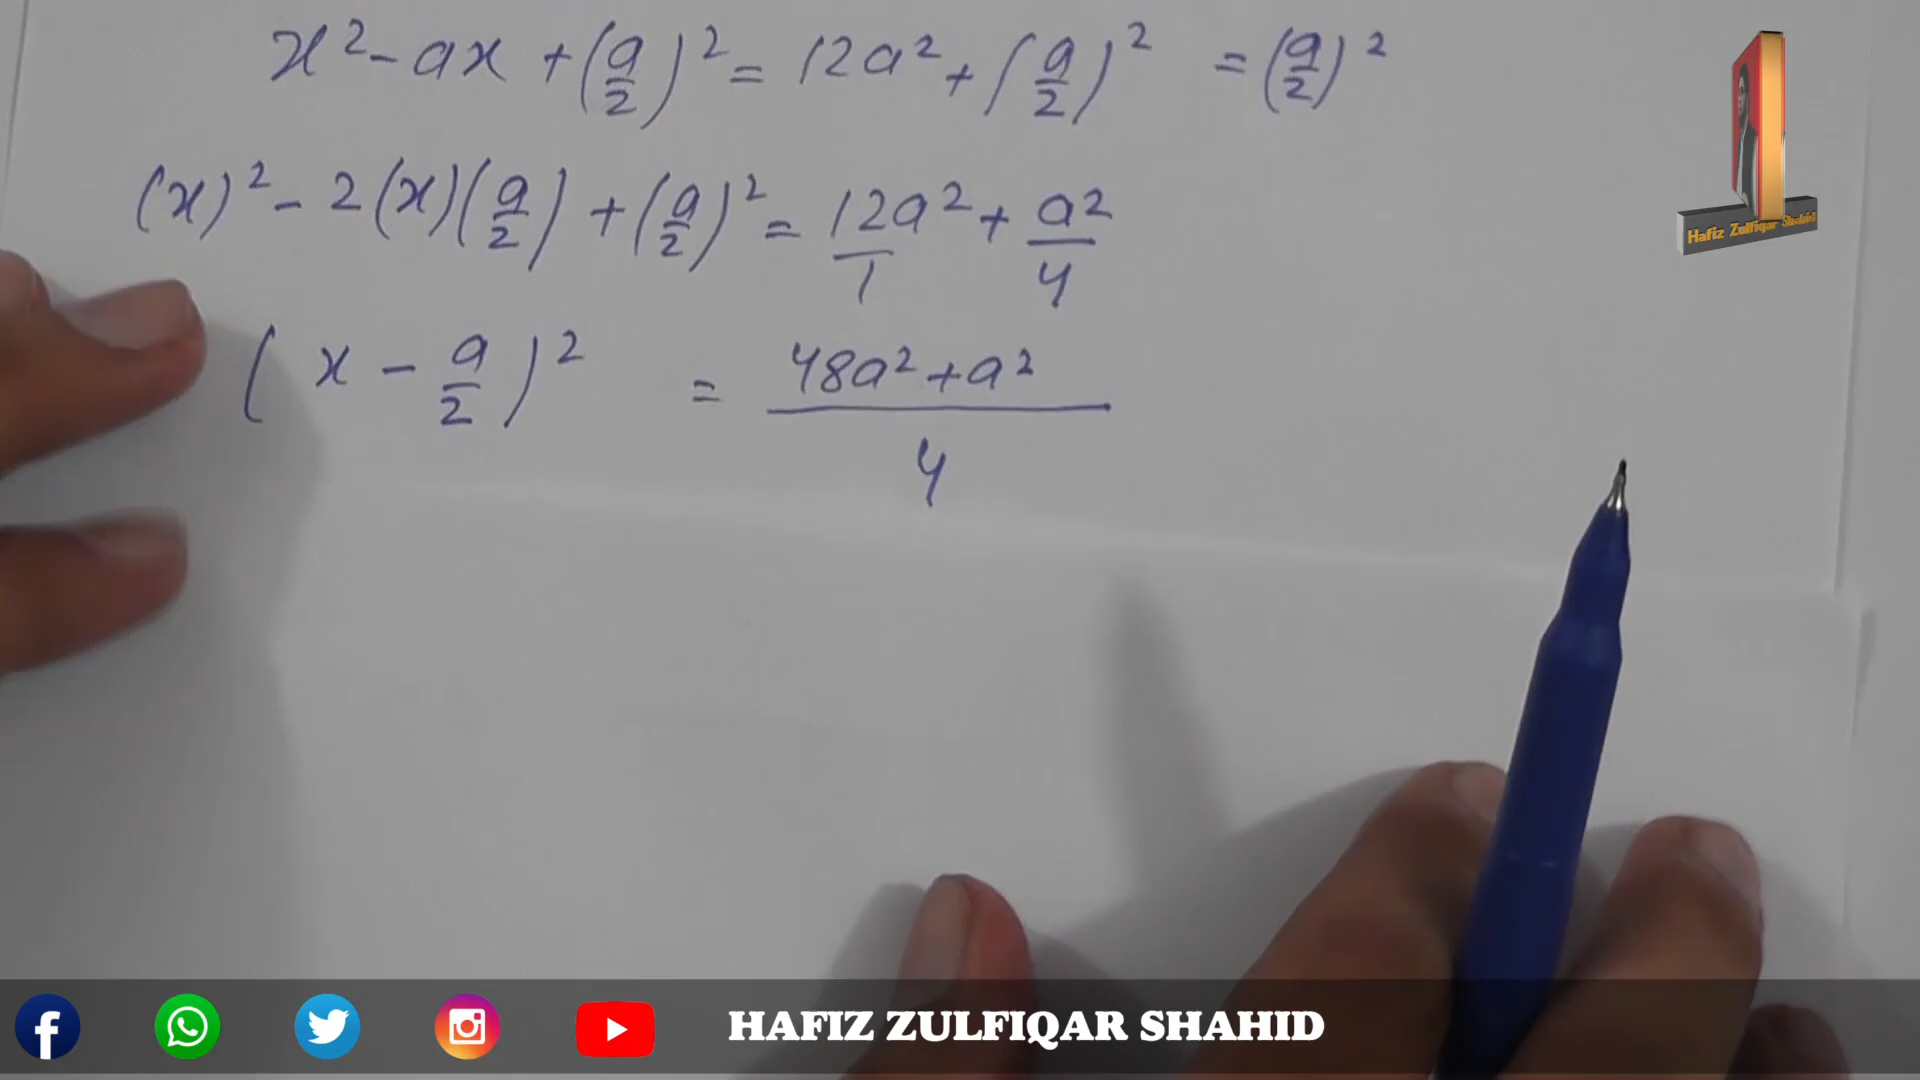 x² - ax + (a/2)² = 12a² + (a/2)² = (a/2)²
(x)² - 2(x)(a/2) + (a/2)² = 12a²/1 + a²/4
(x - a/2)² = 48a² + a² / 4
Hafiz Zulfiqar Shahid
HAFIZ ZULFIQAR SHAHID